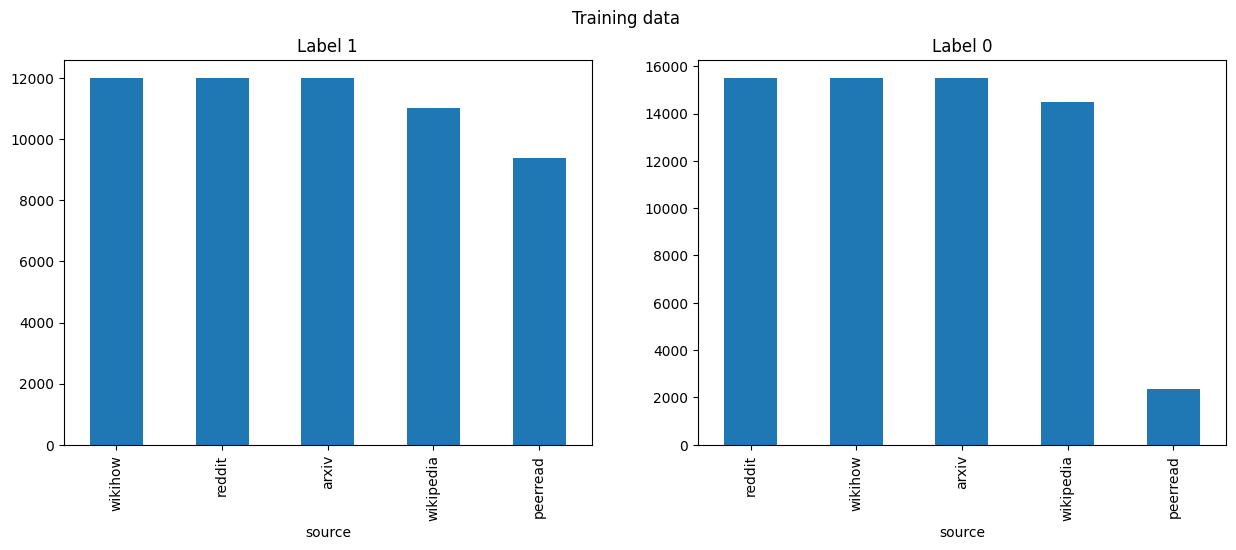 Training data
Label 1
12000
10000
8000
6000
4000
2000
0
wikihow
reddit
arxiv
wikipedia
peerread
source
Label 0
16000
14000
12000
10000
8000
6000
4000
2000
0
reddit
wikihow
arxiv
wikipedia
peerread
source